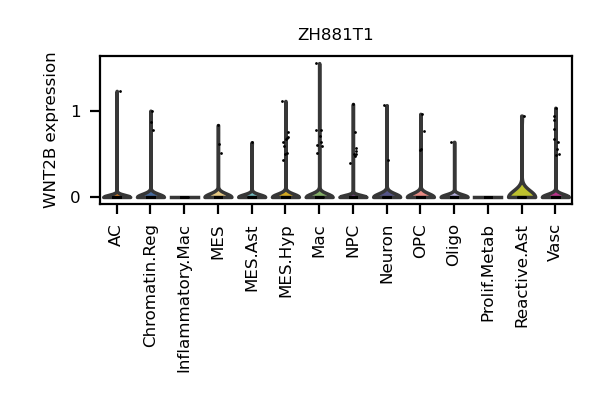 ZH881T1
WNT2B expression
1
0
AC
Chromatin.Reg
Inflammatory.Mac
MES
MES.Ast
MES.Hyp
Mac
NPC
Neuron
OPC
Oligo
Prolif.Metab
Reactive.Ast
Vasc